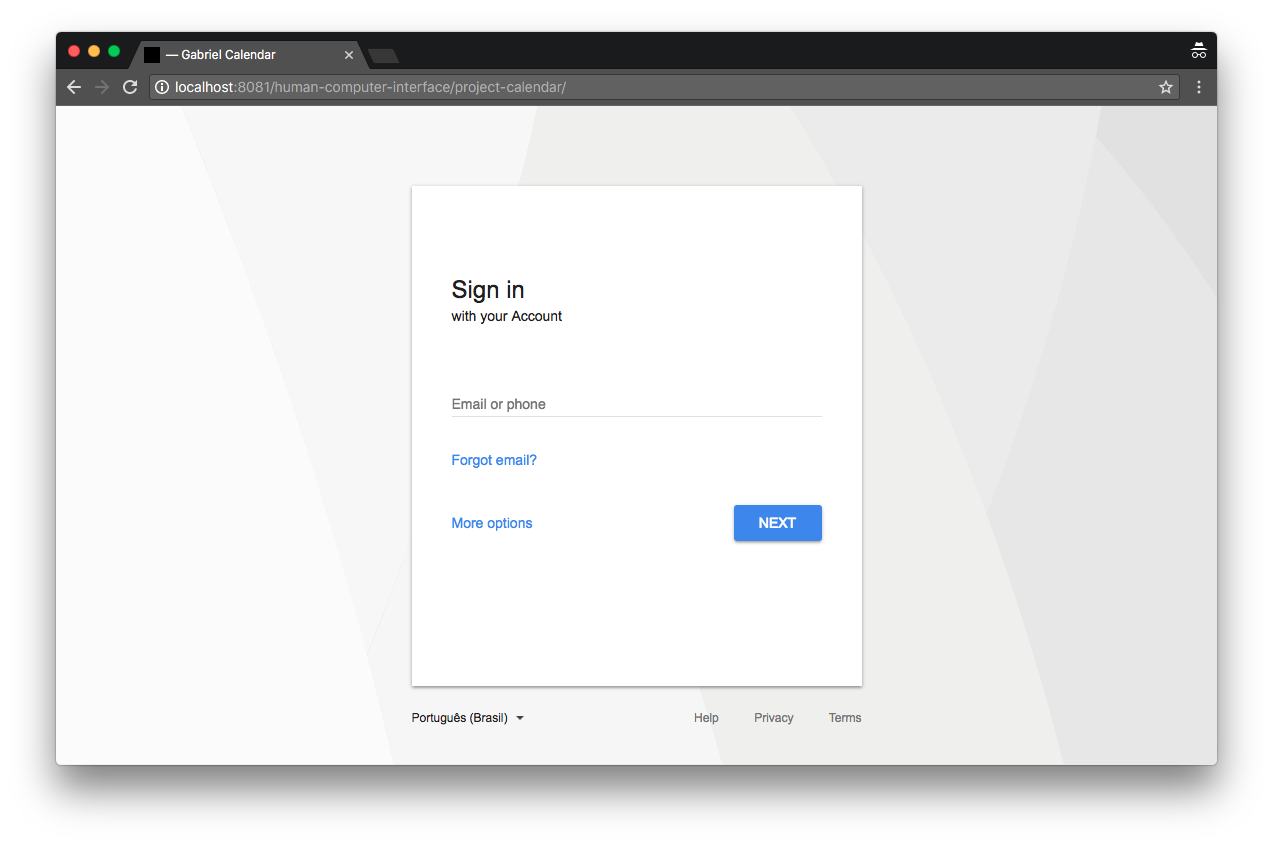 — Gabriel Calendar
localhost:8081/human-computer-interface/project-calendar/
Sign in
with your Account
Email or phone
Forgot email?
More options
NEXT
Português (Brasil)
Help
Privacy
Terms